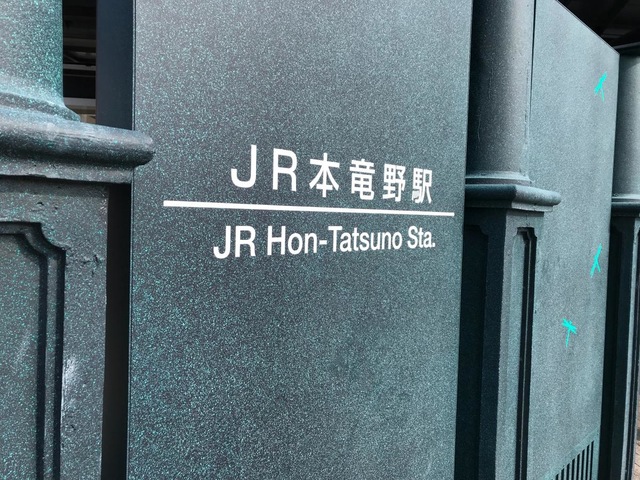 JR本竜野駅
JR Hon-Tatsuno Sta.